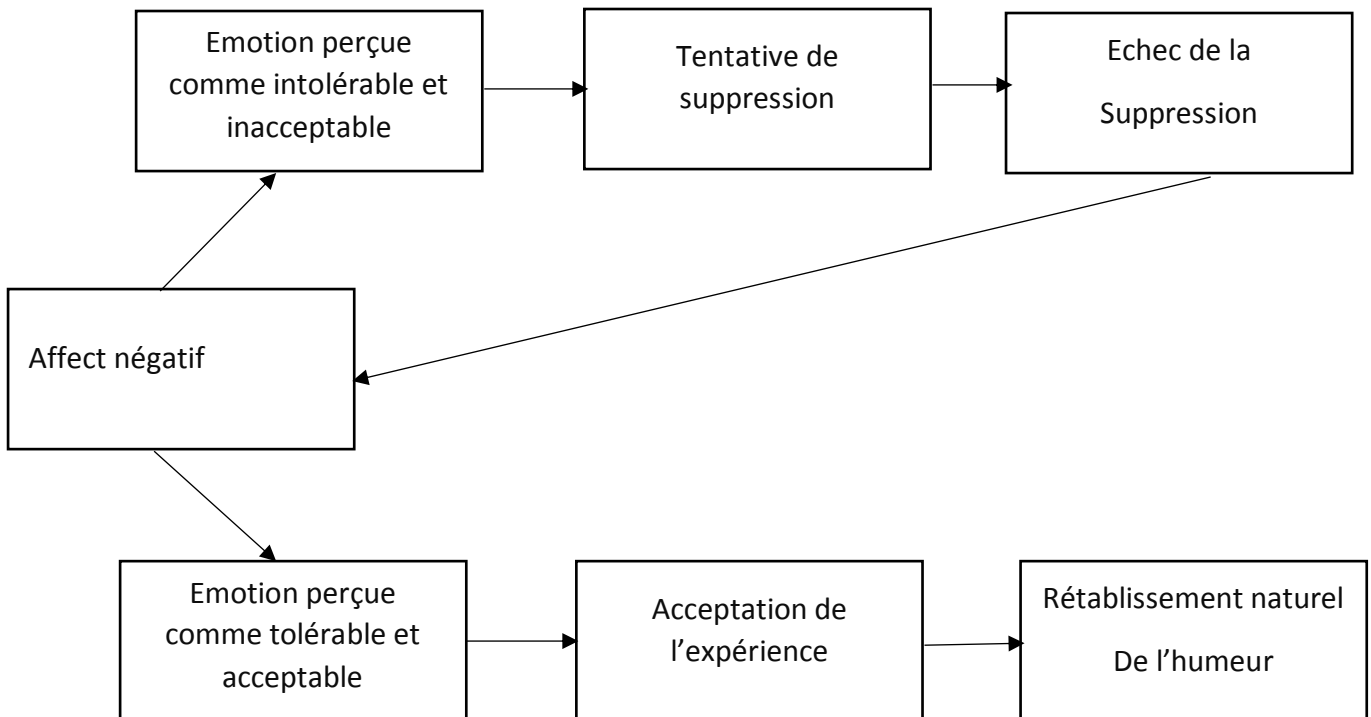 Emotion perçue
comme intolérable et
inacceptable
Tentative de
suppression
Echec de la
Suppression
Affect négatif
Emotion perçue
comme tolérable et
acceptable
Acceptation de
l’expérience
Rétablissement naturel
De l’humeur